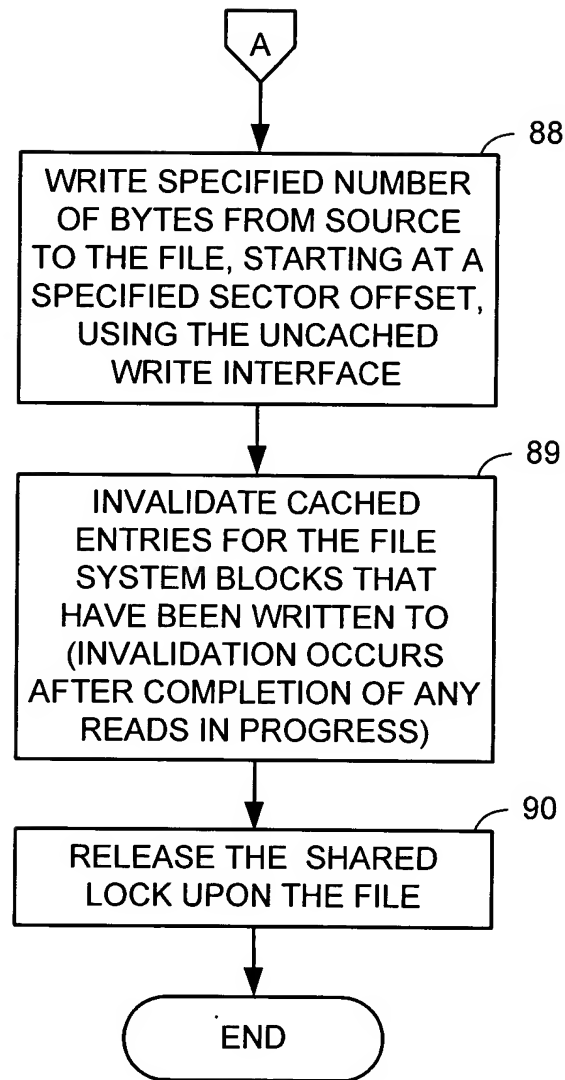 A
88
WRITE SPECIFIED NUMBER
OF BYTES FROM SOURCE
TO THE FILE, STARTING AT A
SPECIFIED SECTOR OFFSET,
USING THE UNCACHED
WRITE INTERFACE
89
INVALIDATE CACHED
ENTRIES FOR THE FILE
SYSTEM BLOCKS THAT
HAVE BEEN WRITTEN TO
(INVALIDATION OCCURS
AFTER COMPLETION OF ANY
READS IN PROGRESS)
90
RELEASE THE SHARED
LOCK UPON THE FILE
END